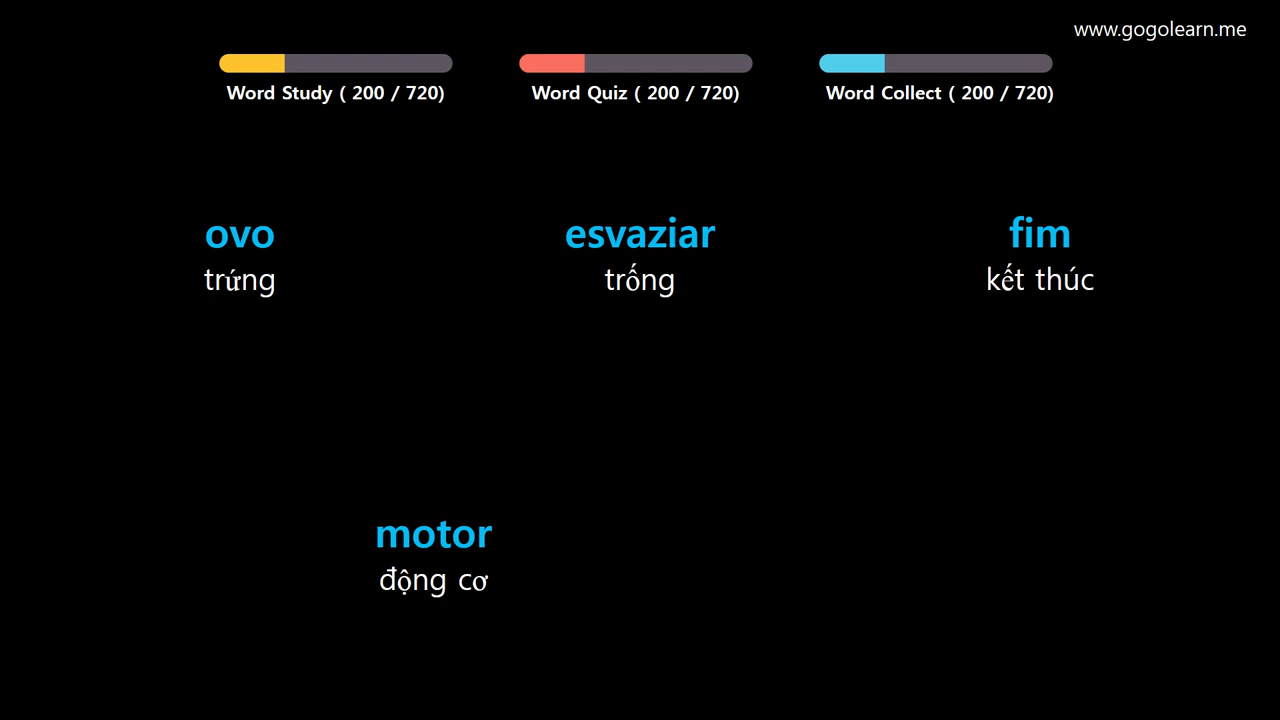 www.gogolearn.me
Word Study ( 200 / 720)
Word Quiz ( 200 / 720)
Word Collect ( 200 / 720)
ovo
trứng
esvaziar
trống
fim
kết thúc
motor
động cơ